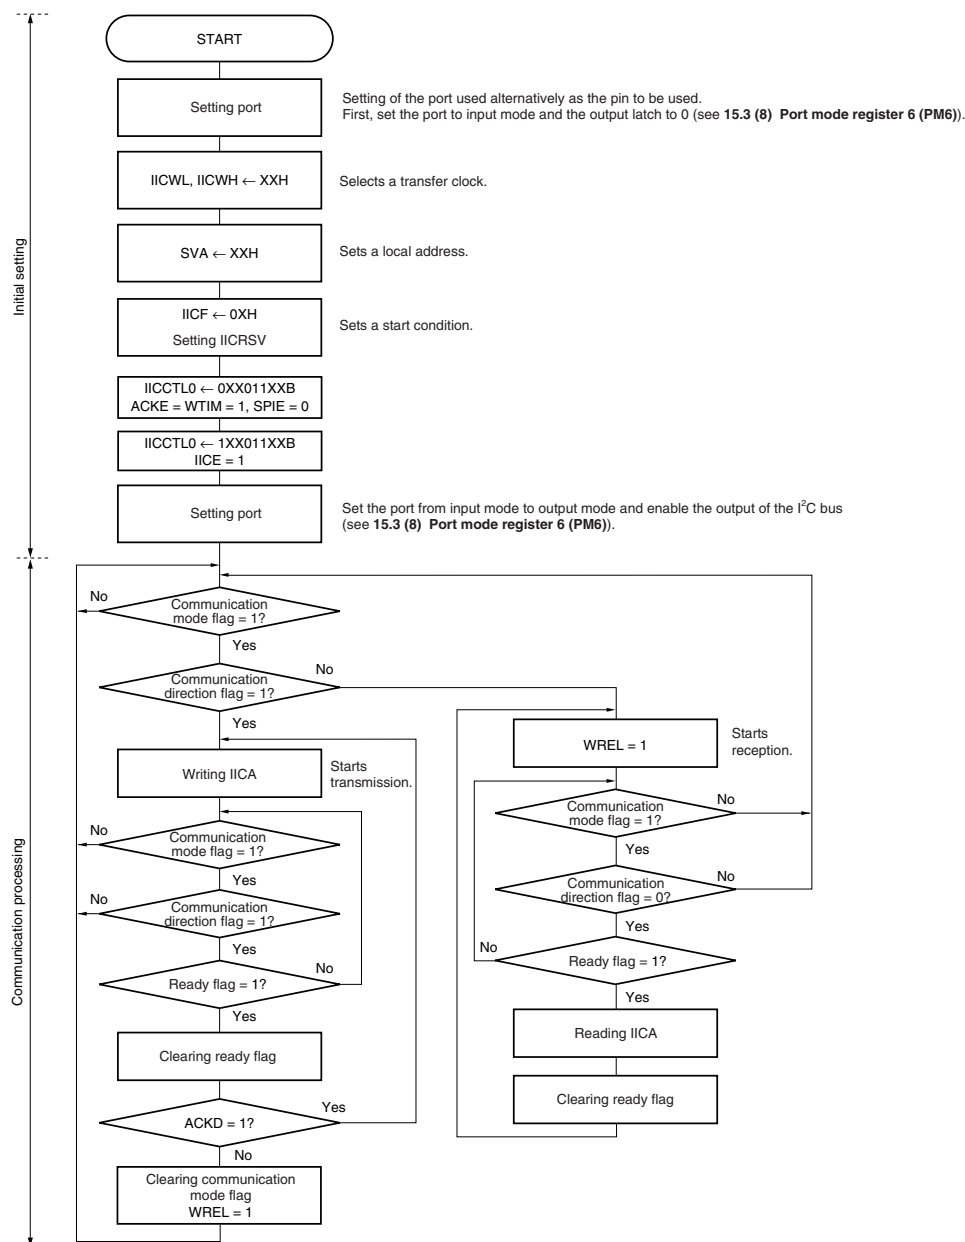 START
Setting port
Setting of the port used alternatively as the pin to be used.
First, set the port to input mode and the output latch to 0 (see 15.3 (8) Port mode register 6 (PM6)).
IICWL, IICWH ← XXH
Selects a transfer clock.
SVA ← XXH
Sets a local address.
Initial setting
IICF ← 0XH
Setting IICRSV
Sets a start condition.
IICCTL0 ← 0XX011XXB
ACKE = WTIM = 1, SPIE = 0
IICCTL0 ← 1XX011XXB
IICE = 1
Setting port
Set the port from input mode to output mode and enable the output of the I²C bus
(see 15.3 (8) Port mode register 6 (PM6)).
Communication processing
No
Communication
mode flag = 1?
Yes
No
Communication
direction flag = 1?
Yes
Writing IICA
Starts
transmission.
No
Communication
mode flag = 1?
Yes
No
Communication
direction flag = 1?
Yes
No
Ready flag = 1?
Yes
Clearing ready flag
Yes
ACKD = 1?
No
Clearing communication
mode flag
WREL = 1
WREL = 1
Starts
reception.
No
Communication
mode flag = 1?
Yes
No
Communication
direction flag = 0?
Yes
No
Ready flag = 1?
Yes
Reading IICA
Clearing ready flag